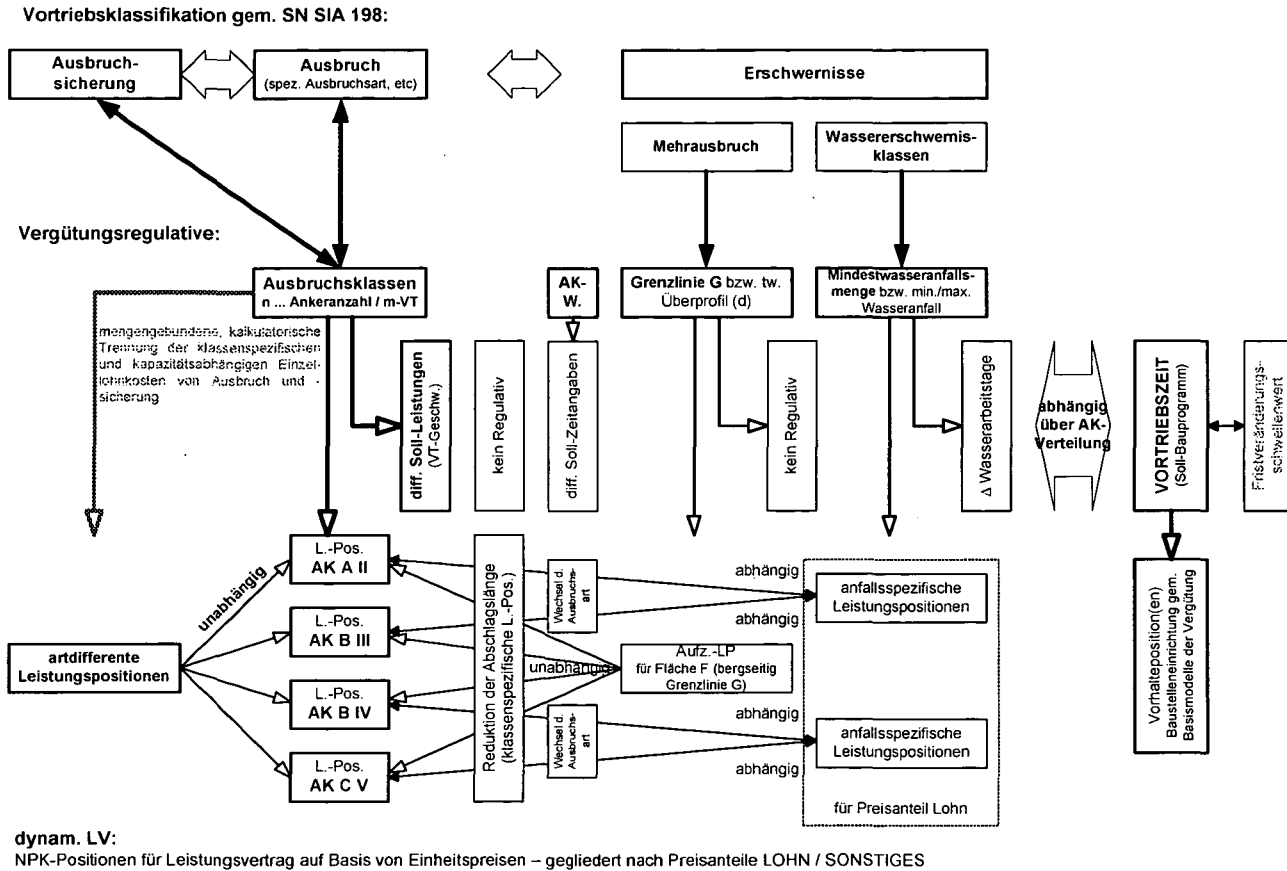 Vortriebsklassifikation gem. SN SIA 198:
Ausbruch-
sicherung
Ausbruch
(spez. Ausbruchsart, etc)
Erschwernisse
Mehrausbruch
Wassererschwernis-
klassen
Vergütungsregulative:
Ausbruchsklassen
n ... Ankeranzahl / m-VT
AK-
W.
Grenzlinie G bzw. tw.
Überprofil (d)
Mindestwasseranfalls-
menge bzw. min./max.
Wasseranfall
mengengebundene, kalkulatorische
Trennung der klassenspezifischen
und kapazitätsabhängigen Einzel-
lohnkosten von Ausbruch und -
sicherung
diff. Soll-Leistungen
(VT-Geschw.)
kein Regulativ
diff. Soll-Zeitangaben
kein Regulativ
Δ Wasserarbeitstage
abhängig
über AK-
Verteilung
VORTRIEBSZEIT
(Soll-Bauprogramm)
Fristveränderungs-
schwellenwert
L.-Pos.
AK A II
L.-Pos.
AK B III
L.-Pos.
AK B IV
L.-Pos.
AK C V
unabhängig
artdifferente
Leistungspositionen
Reduktion der Abschlagslänge
(klassenspezifische L.-Pos.)
Wechsel d.
Ausbruchs-
art
abhängig
abhängig
anfallsspezifische
Leistungspositionen
unabhängig
Aufz.-LP
für Fläche F (bergseitig
Grenzlinie G)
Wechsel d.
Ausbruchs-
art
abhängig
abhängig
anfallsspezifische
Leistungspositionen
für Preisanteil Lohn
Vorhalteposition(en)
Baustelleneinrichtung gem.
Basismodelle der Vergütung
dynam. LV:
NPK-Positionen für Leistungsvertrag auf Basis von Einheitspreisen – gegliedert nach Preisanteile LOHN / SONSTIGES